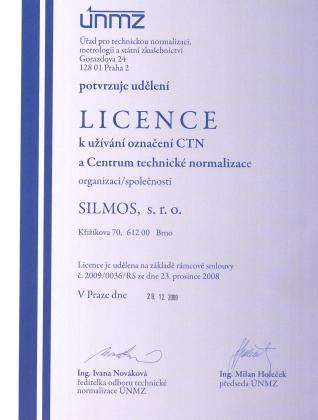 ÚNMZ
Úřad pro technickou normalizaci,
metrologii a státní zkušebnictví
Gorazdova 24
128 01 Praha 2
potvrzuje udělení
LICENCE
k užívání označení CTN
a Centrum technické normalizace
organizaci/společnosti
SILMOS, s. r. o.
Křižíkova 70, 612 00 Brno
Licence je udělena na základě rámcové smlouvy
č. 2009/0036/RS ze dne 23. prosince 2008
V Praze dne 28. 12. 2009
Ing. Ivana Nováková Ing. Milan Holeček
ředitelka odboru technické předseda ÚNMZ
normalizace ÚNMZ